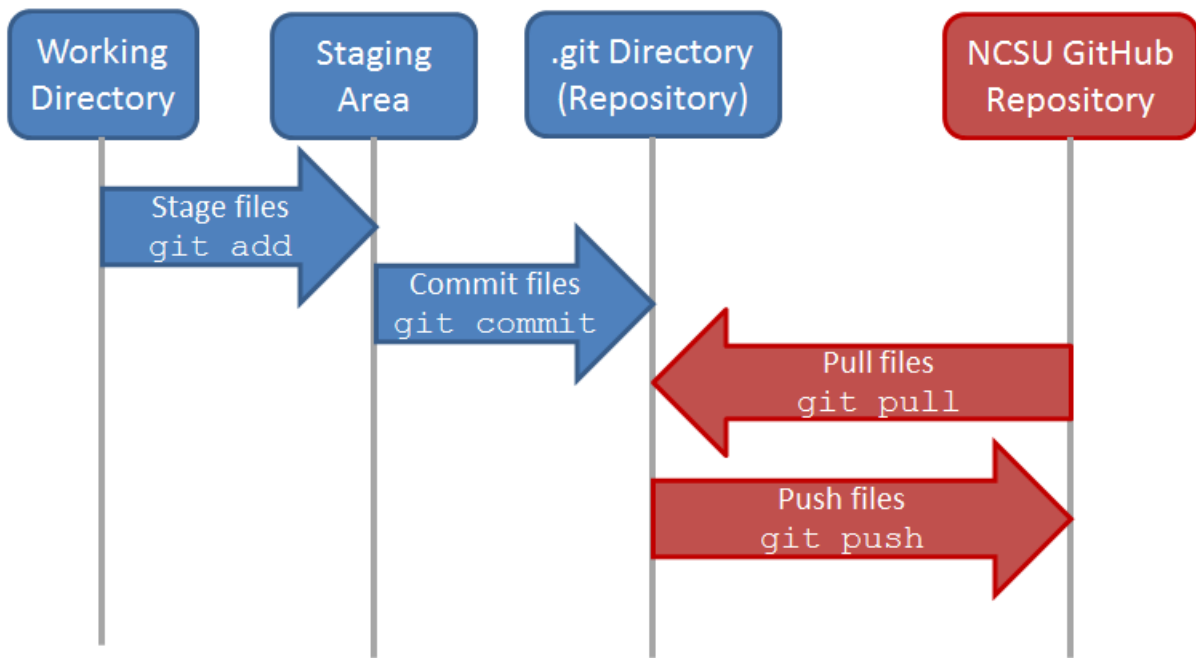 Working
Directory
Staging
Area
.git Directory
(Repository)
NCSU GitHub
Repository
Stage files
git add
Commit files
git commit
Pull files
git pull
Push files
git push